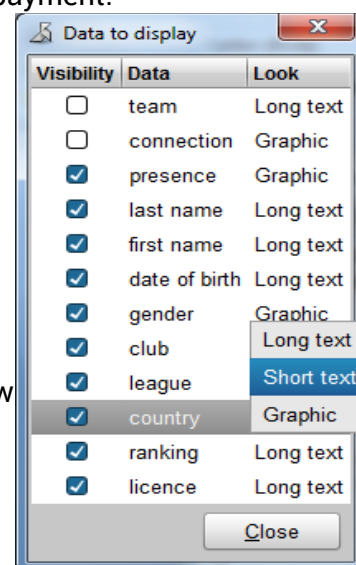 payment.
Data to display
Visibility Data Look
team Long text
connection Graphic
presence Graphic
last name Long text
first name Long text
date of birth Long text
gender Graphic
club Long text
league Short text
w
country Graphic
ranking Long text
licence Long text
Close